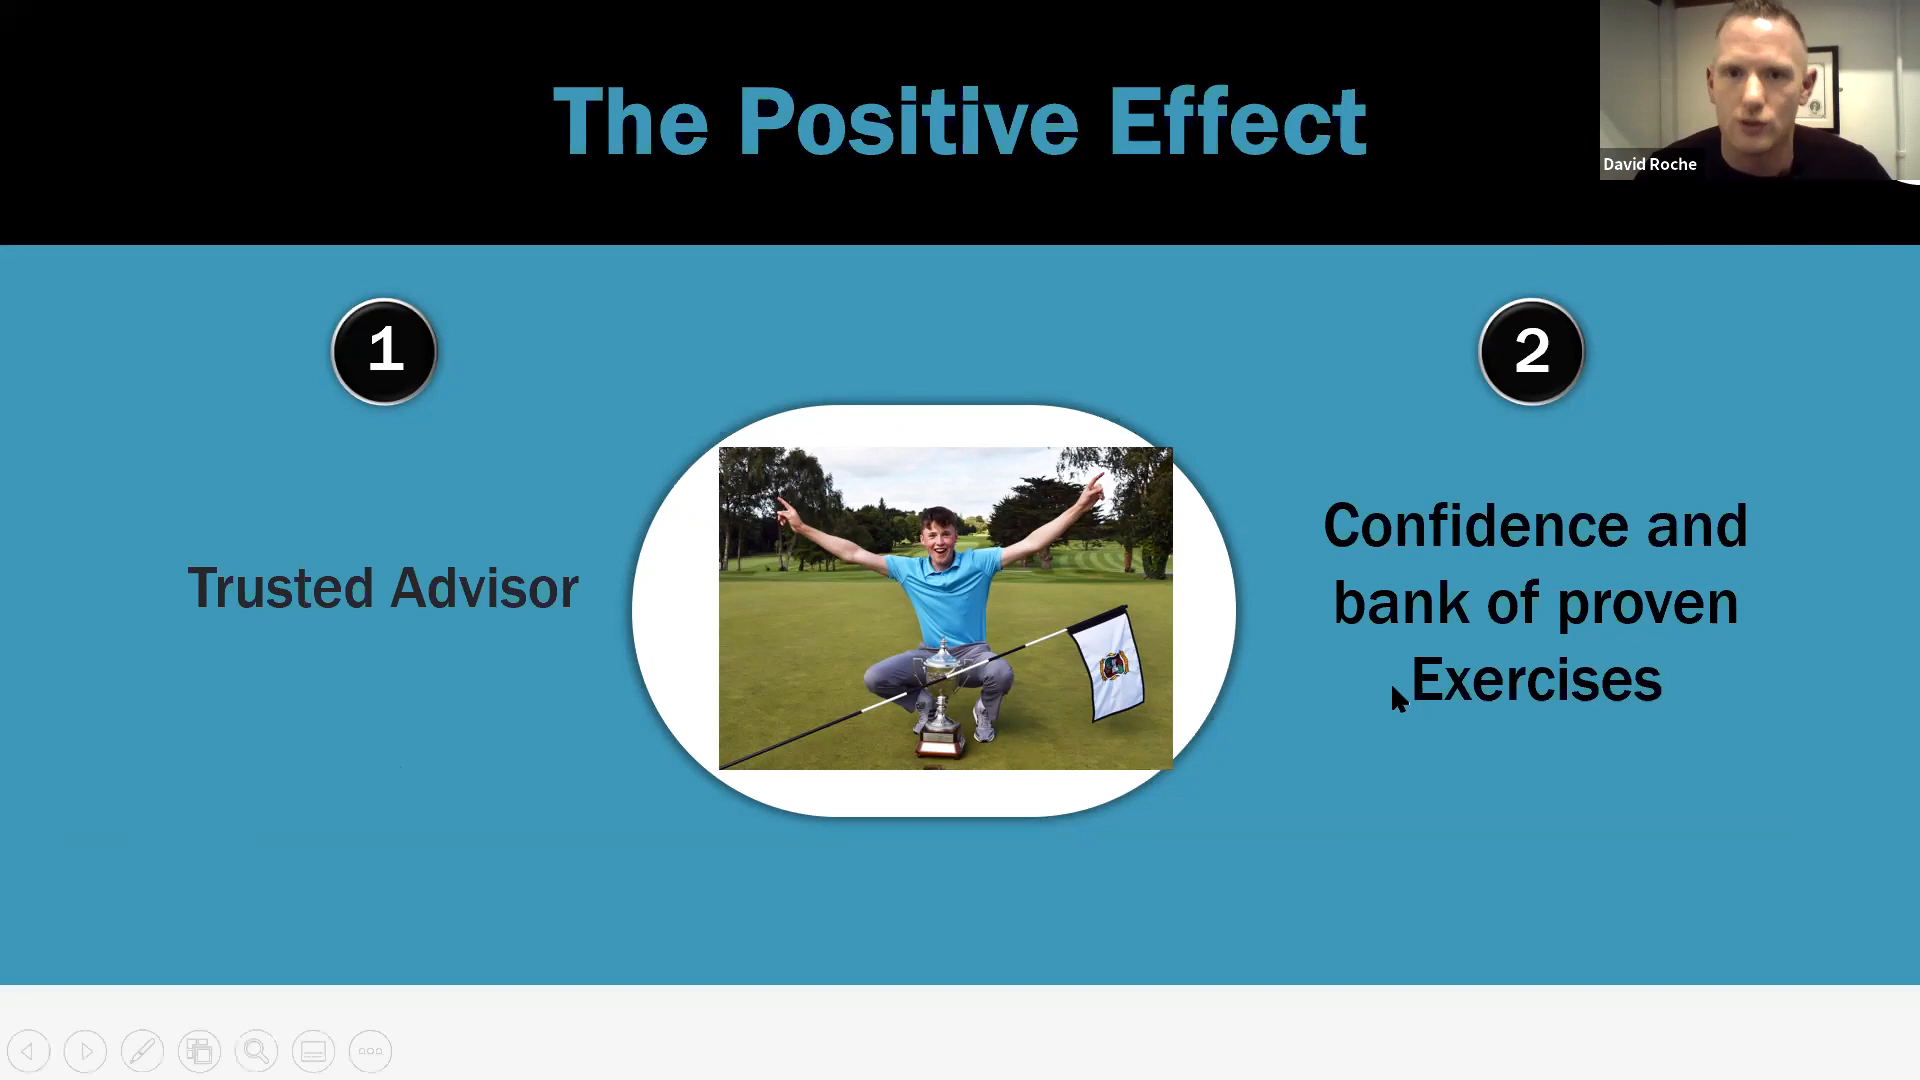 The Positive Effect
David Roche
1
2
Trusted Advisor
Confidence and
bank of proven
Exercises